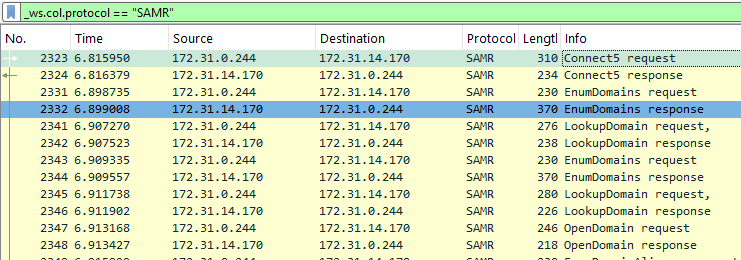 _ws.col.protocol == "SAMR"
No. Time Source Destination Protocol Lengtl Info
2323 6.815950 172.31.0.244 172.31.14.170 SAMR 310 Connect5 request
2324 6.816379 172.31.14.170 172.31.0.244 SAMR 234 Connect5 response
2331 6.898735 172.31.0.244 172.31.14.170 SAMR 230 EnumDomains request
2332 6.899008 172.31.14.170 172.31.0.244 SAMR 370 EnumDomains response
2341 6.907270 172.31.0.244 172.31.14.170 SAMR 276 LookupDomain request,
2342 6.907523 172.31.14.170 172.31.0.244 SAMR 238 LookupDomain response
2343 6.909335 172.31.0.244 172.31.14.170 SAMR 230 EnumDomains request
2344 6.909557 172.31.14.170 172.31.0.244 SAMR 370 EnumDomains response
2345 6.911738 172.31.0.244 172.31.14.170 SAMR 280 LookupDomain request,
2346 6.911902 172.31.14.170 172.31.0.244 SAMR 226 LookupDomain response
2347 6.913168 172.31.0.244 172.31.14.170 SAMR 246 OpenDomain request
2348 6.913427 172.31.14.170 172.31.0.244 SAMR 218 OpenDomain response